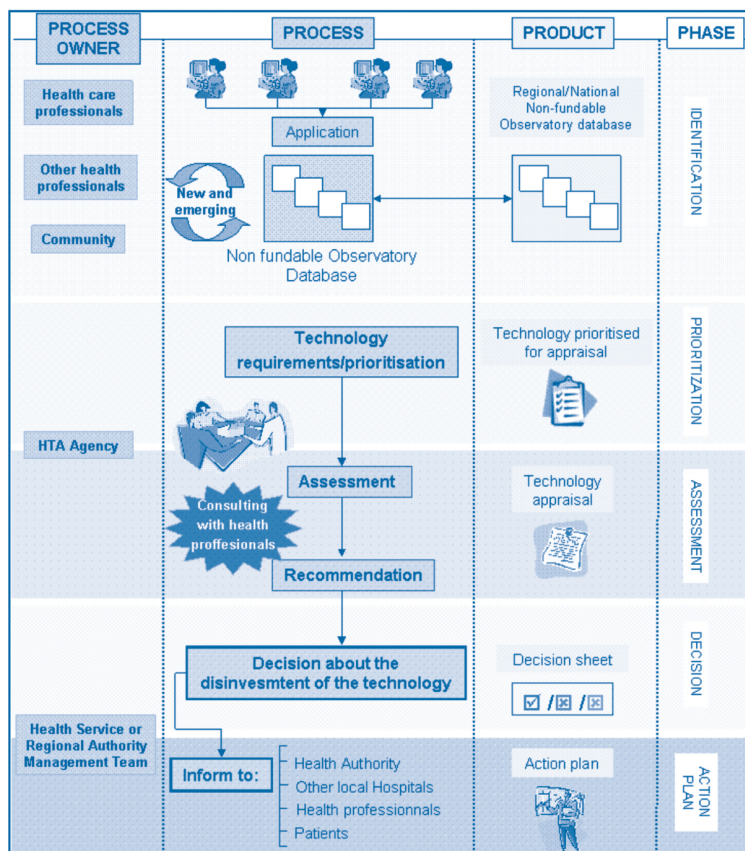 PROCESS
OWNER
PROCESS
PRODUCT
PHASE
Health care
professionals
Other health
professionals
Community
Application
New and
emerging
Non fundable Observatory
Database
Regional/National
Non-fundable
Observatory database
IDENTIFICATION
Technology
requirements/prioritisation
Technology prioritised
for appraisal
PRIORITIZATION
HTA Agency
Consulting
with health
proffesionals
Assessment
Recommendation
Technology
appraisal
ASSESSMENT
Decision about the
disinvesment of the technology
Decision sheet
/ /
DECISION
Health Service or
Regional Authority
Management Team
Inform to:
Health Authority
Other local Hospitals
Health professionnals
Patients
Action plan
ACTION
PLAN